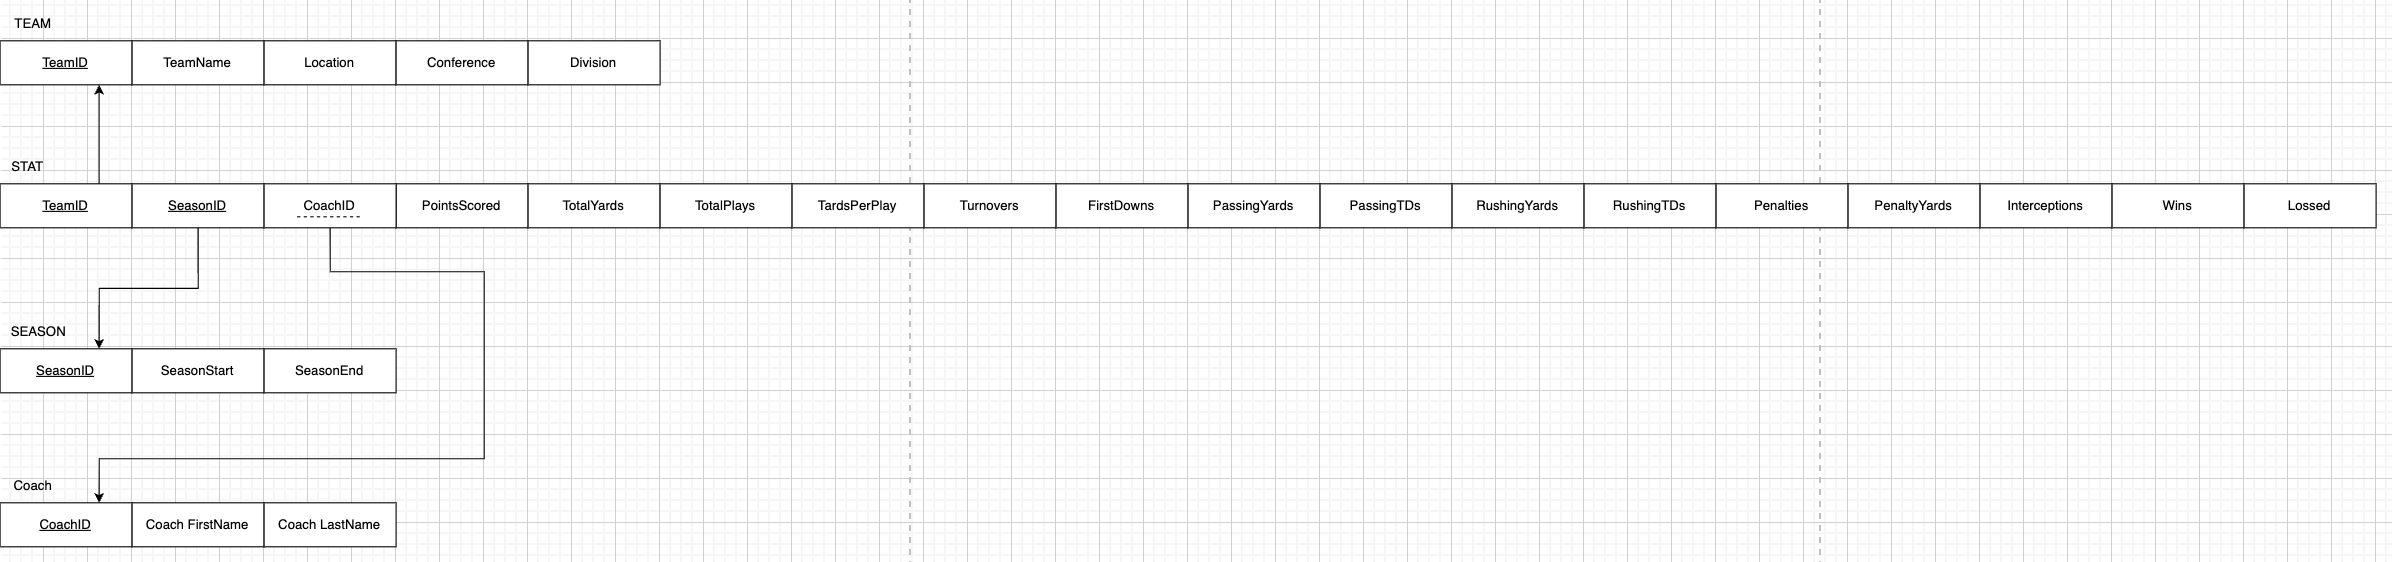 TEAM
TeamID TeamName Location Conference Division
STAT
TeamID SeasonID CoachID PointsScored TotalYards TotalPlays TardsPerPlay Turnovers FirstDowns PassingYards PassingTDs RushingYards RushingTDs Penalties PenaltyYards Interceptions Wins Lossed
SEASON
SeasonID SeasonStart SeasonEnd
Coach
CoachID Coach FirstName Coach LastName